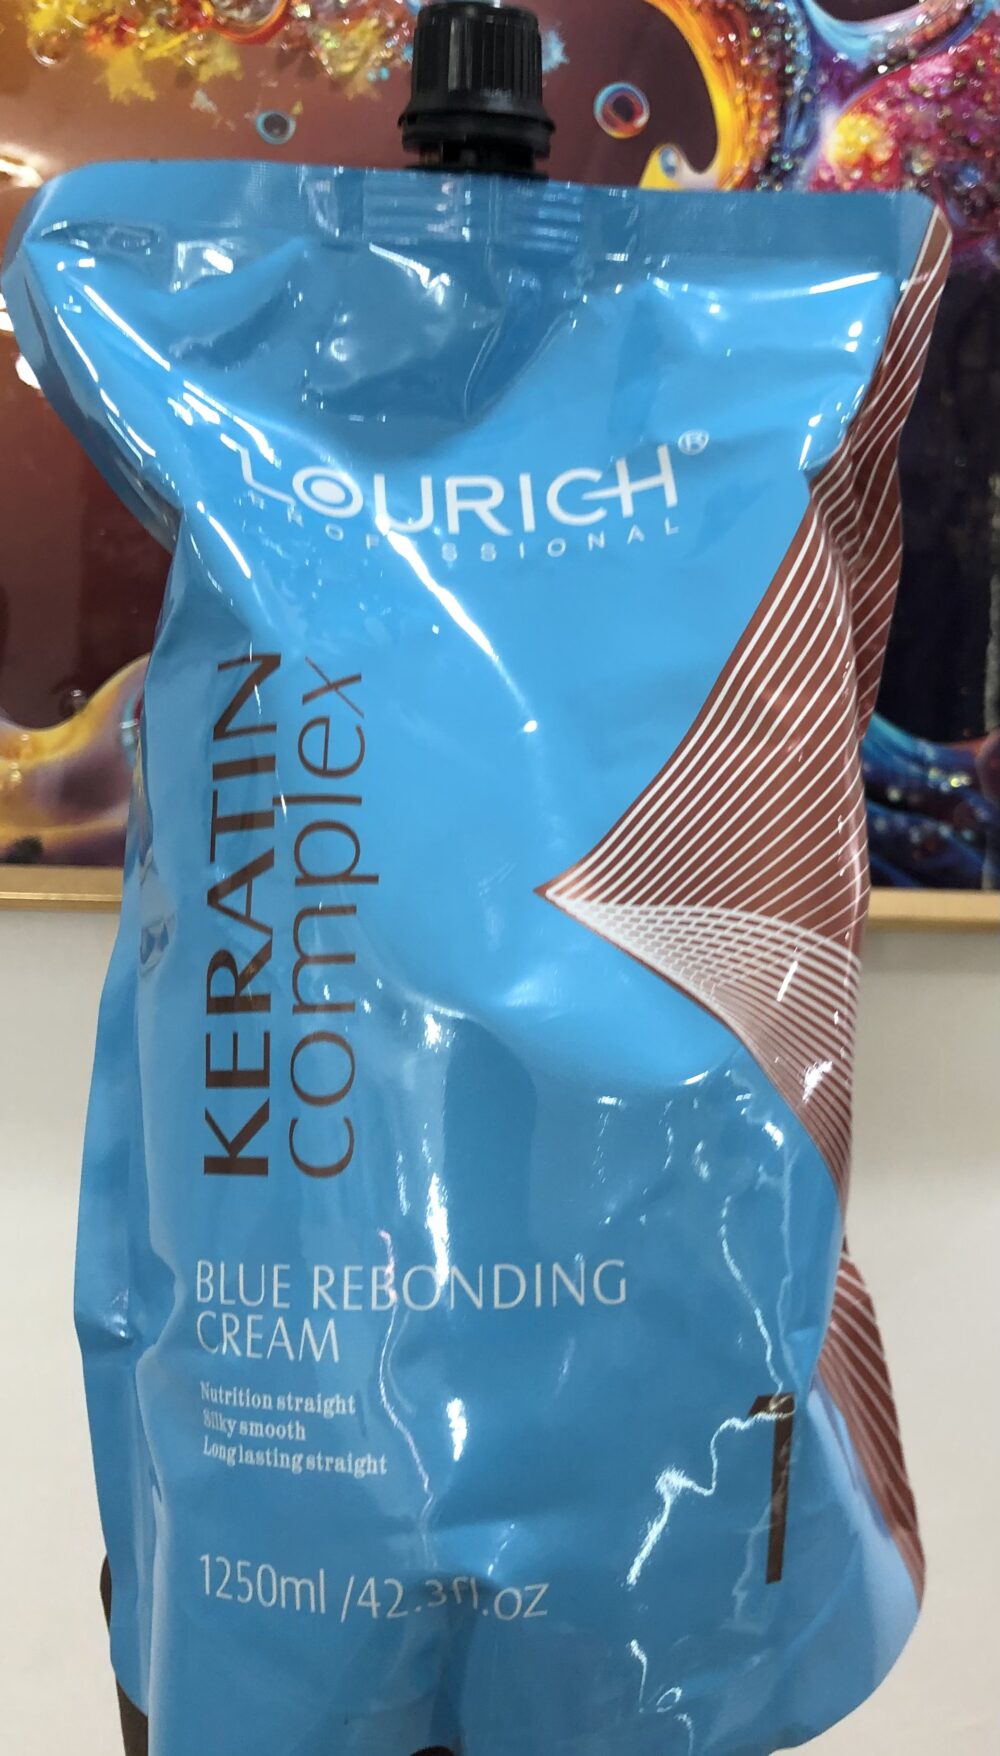 LOURICH®
PROFESSIONAL
KERATIN
complex
BLUE REBONDING
CREAM
Nutrition straight
Silky smooth
Long lasting straight
1
1250ml /42.3fl.oz